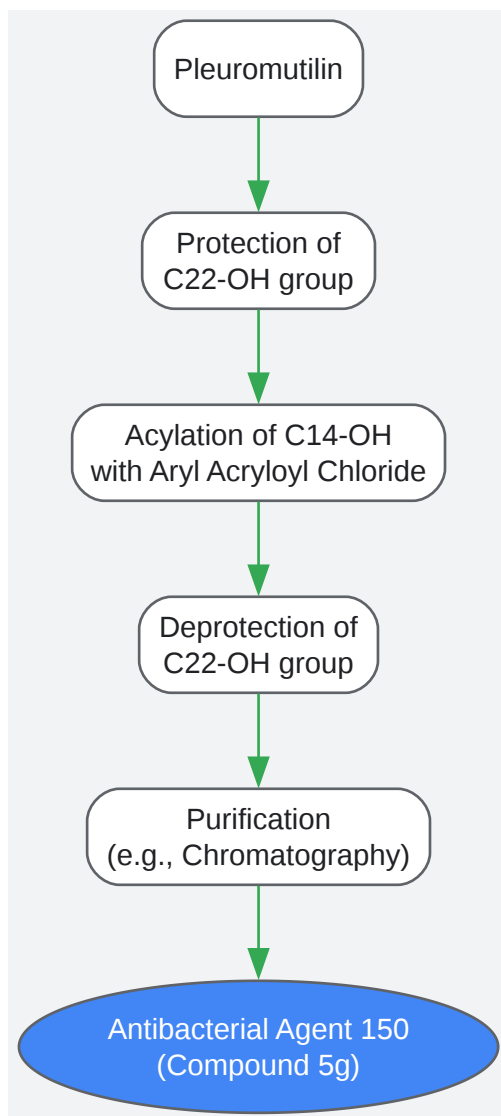 Pleuromutilin
Protection of
C22-OH group
Acylation of C14-OH
with Aryl Acryloyl Chloride
Deprotection of
C22-OH group
Purification
(e.g., Chromatography)
Antibacterial Agent 150
(Compound 5g)